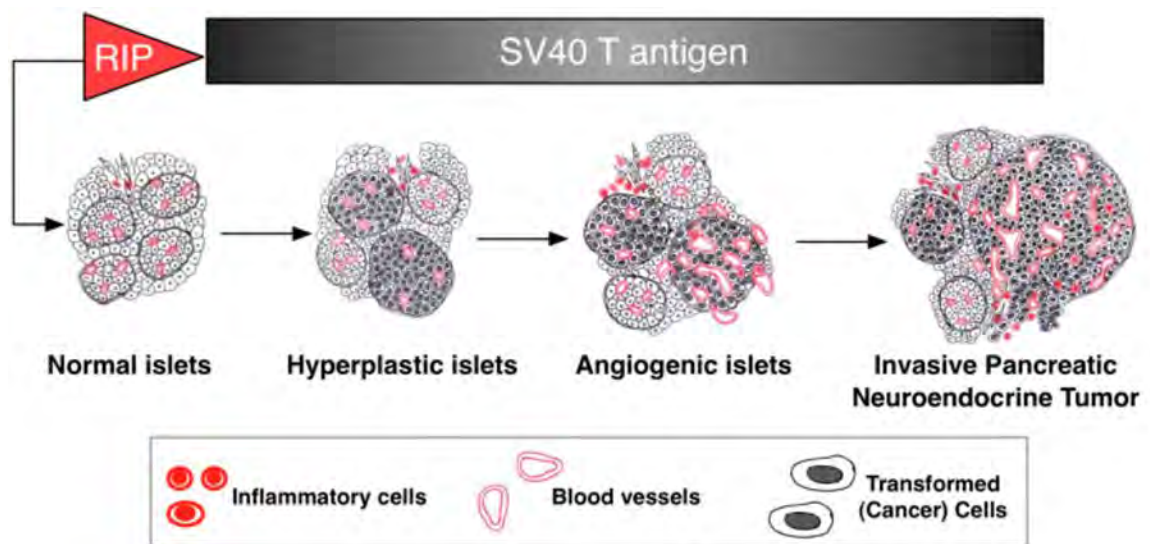 RIP
SV40 T antigen
Normal islets
Hyperplastic islets
Angiogenic islets
Invasive Pancreatic
Neuroendocrine Tumor
Inflammatory cells
Blood vessels
Transformed
(Cancer) Cells